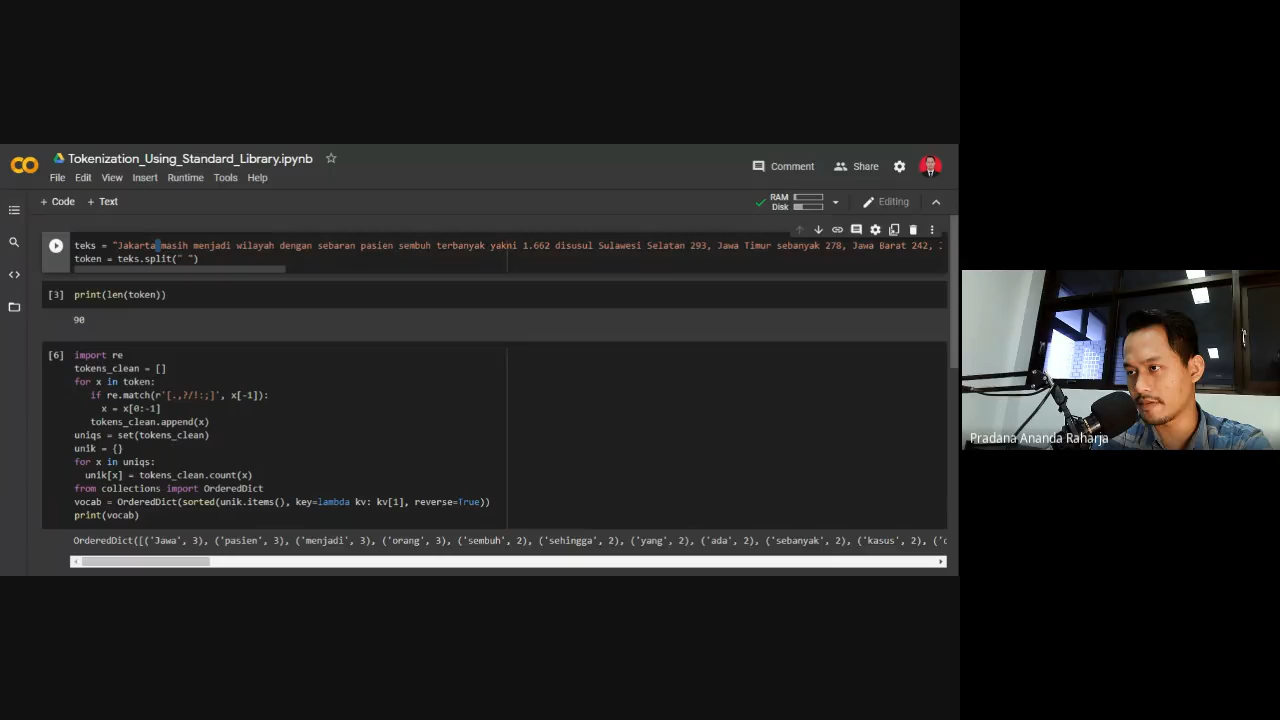 Tokenization_Using_Standard_Library.ipynb
Comment
Share
File Edit View Insert Runtime Tools Help
+ Code + Text
RAM
Disk
Editing
teks = "Jakarta masih menjadi wilayah dengan sebaran pasien sembuh terbanyak yakni 1.662 disusul Sulawesi Selatan 293, Jawa Timur sebanyak 278, Jawa Barat 242,
token = teks.split(" ")
[3] print(len(token))
90
[6] import re
tokens_clean = []
for x in token:
if re.match(r'[.,?/!:;]', x[-1]):
x = x[0:-1]
tokens_clean.append(x)
uniqs = set(tokens_clean)
unik = {}
for x in uniqs:
unik[x] = tokens_clean.count(x)
from collections import OrderedDict
vocab = OrderedDict(sorted(unik.items(), key=lambda kv: kv[1], reverse=True))
print(vocab)
OrderedDict([('Jawa', 3), ('pasien', 3), ('menjadi', 3), ('orang', 3), ('sembuh', 2), ('sehingga', 2), ('yang', 2), ('ada', 2), ('sebanyak', 2), ('kasus', 2), ('
Pradana Ananda Raharja